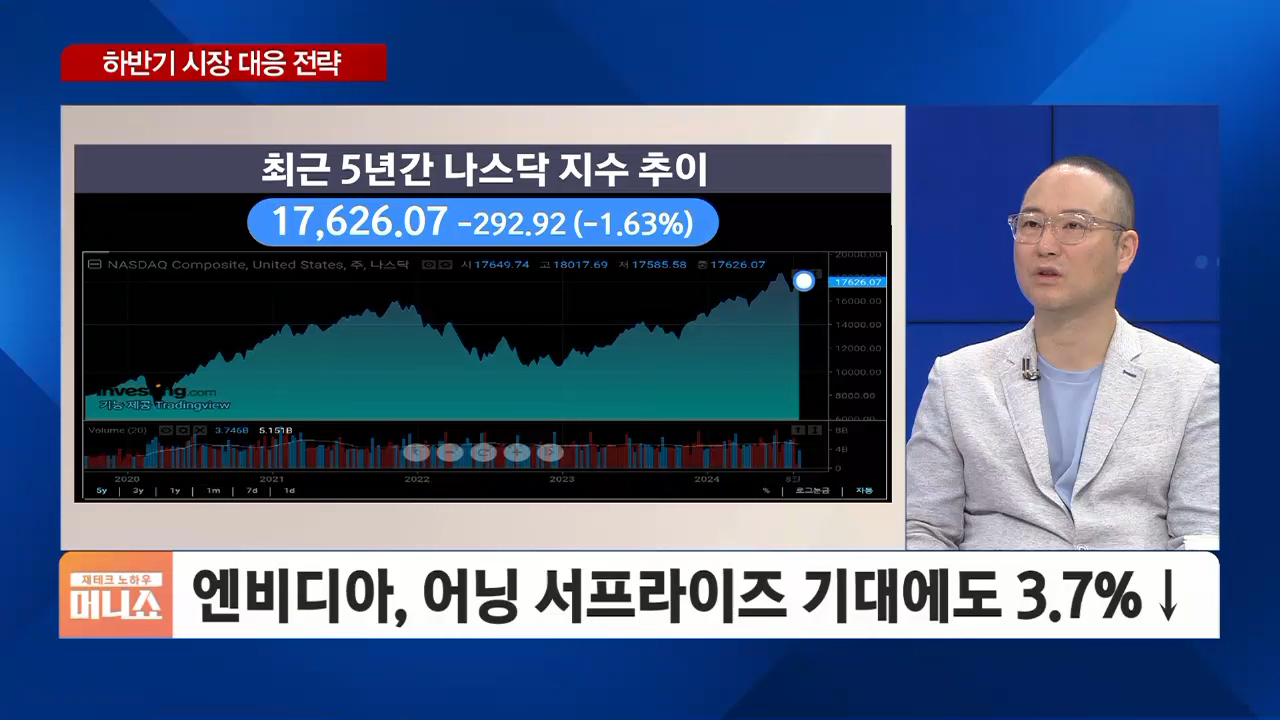 하반기 시장 대응 전략
최근 5년간 나스닥 지수 추이
17,626.07 -292.92 (-1.63%)
NASDAQ Composite, United States, 주, 나스닥 시 17649.74 고 18017.69 저 17585.58 종 17626.07
20000.00
17626.07
16000.00
14000.00
12000.00
10000.00
8000.00
6000.00
Investing.com
기능 제공 Tradingview
Volume (20) 3.746B 5.151B
8B
4B
0
2020 2021 2022 2023 2024 8월
5y | 3y | 1y | 1m | 7d | 1d % | 로그눈금 | 자동
재테크 노하우
머니쇼
엔비디아, 어닝 서프라이즈 기대에도 3.7%↓